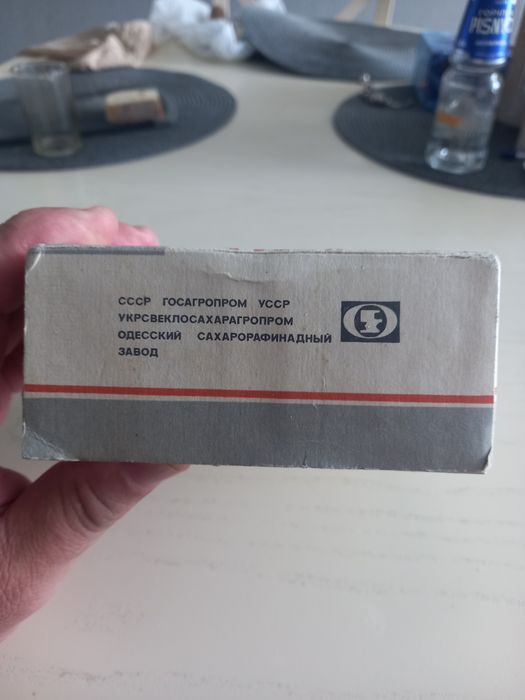 СССР ГОСАГРОПРОМ УССР
УКРСВЕКЛОСАХАРАГРОПРОМ
ОДЕССКИЙ САХАРОРАФИНАДНЫЙ
ЗАВОД